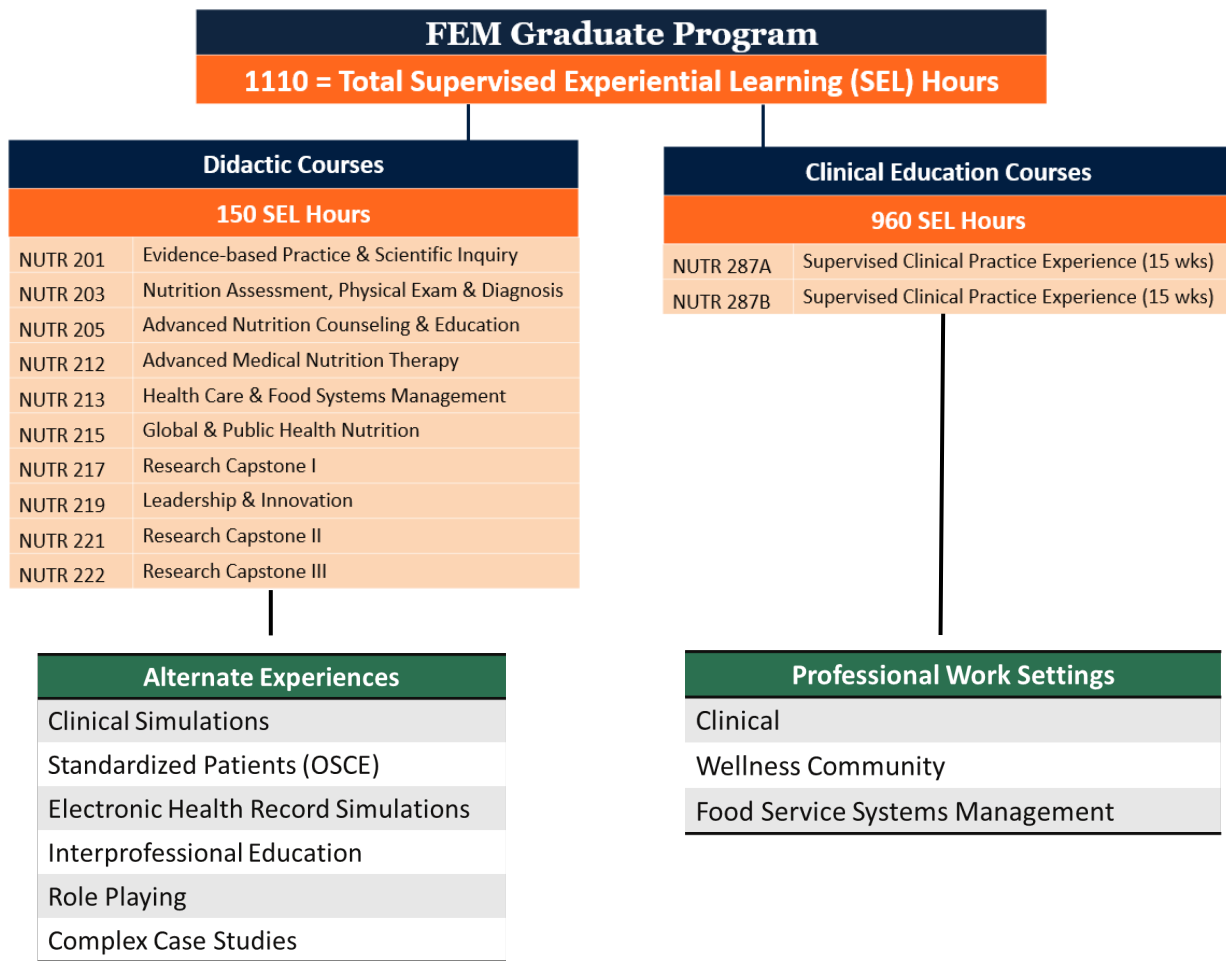 FEM Graduate Program
1110 = Total Supervised Experiential Learning (SEL) Hours
Didactic Courses
150 SEL Hours
NUTR 201 Evidence-based Practice & Scientific Inquiry
NUTR 203 Nutrition Assessment, Physical Exam & Diagnosis
NUTR 205 Advanced Nutrition Counseling & Education
NUTR 212 Advanced Medical Nutrition Therapy
NUTR 213 Health Care & Food Systems Management
NUTR 215 Global & Public Health Nutrition
NUTR 217 Research Capstone I
NUTR 219 Leadership & Innovation
NUTR 221 Research Capstone II
NUTR 222 Research Capstone III
Clinical Education Courses
960 SEL Hours
NUTR 287A Supervised Clinical Practice Experience (15 wks)
NUTR 287B Supervised Clinical Practice Experience (15 wks)
Alternate Experiences
Clinical Simulations
Standardized Patients (OSCE)
Electronic Health Record Simulations
Interprofessional Education
Role Playing
Complex Case Studies
Professional Work Settings
Clinical
Wellness Community
Food Service Systems Management